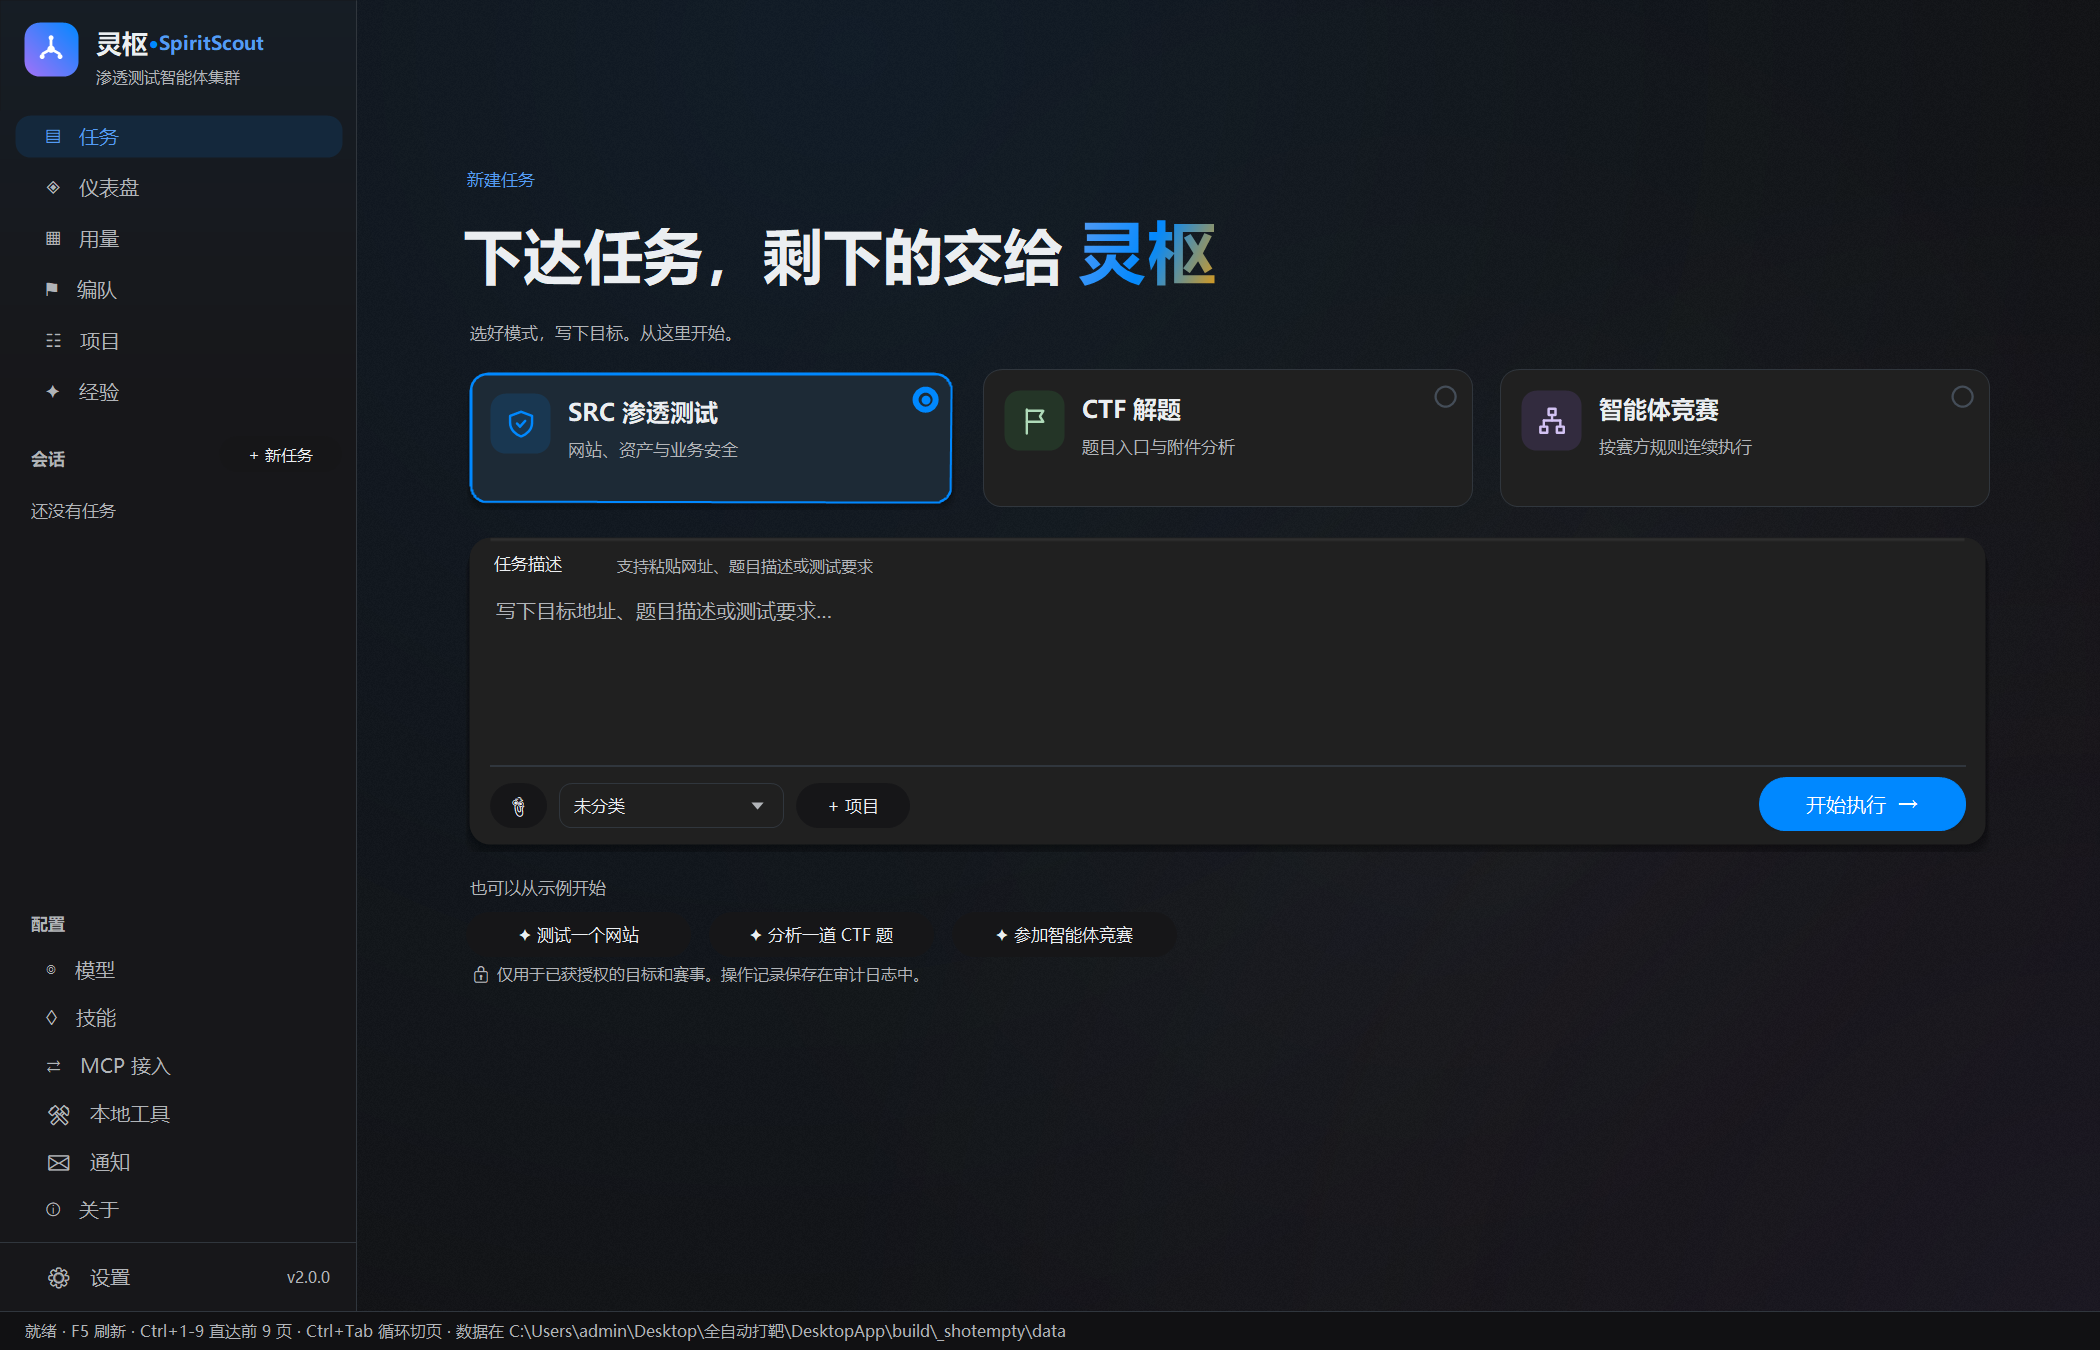 灵枢•SpiritScout
渗透测试智能体集群
任务
仪表盘
用量
编队
项目
经验
会话
+ 新任务
还没有任务
配置
模型
技能
MCP 接入
本地工具
通知
关于
设置
v2.0.0
新建任务
下达任务，剩下的交给 灵枢
选好模式，写下目标。从这里开始。
SRC 渗透测试
网站、资产与业务安全
CTF 解题
题目入口与附件分析
智能体竞赛
按赛方规则连续执行
任务描述
支持粘贴网址、题目描述或测试要求
写下目标地址、题目描述或测试要求...
未分类
+ 项目
开始执行 →
也可以从示例开始
✦ 测试一个网站
✦ 分析一道 CTF 题
✦ 参加智能体竞赛
仅用于已获授权的目标和赛事。操作记录保存在审计日志中。
就绪 · F5 刷新 · Ctrl+1-9 直达前 9 页 · Ctrl+Tab 循环切页 · 数据在 C:\Users\admin\Desktop\全自动打靶\DesktopApp\build\_shotempty\data